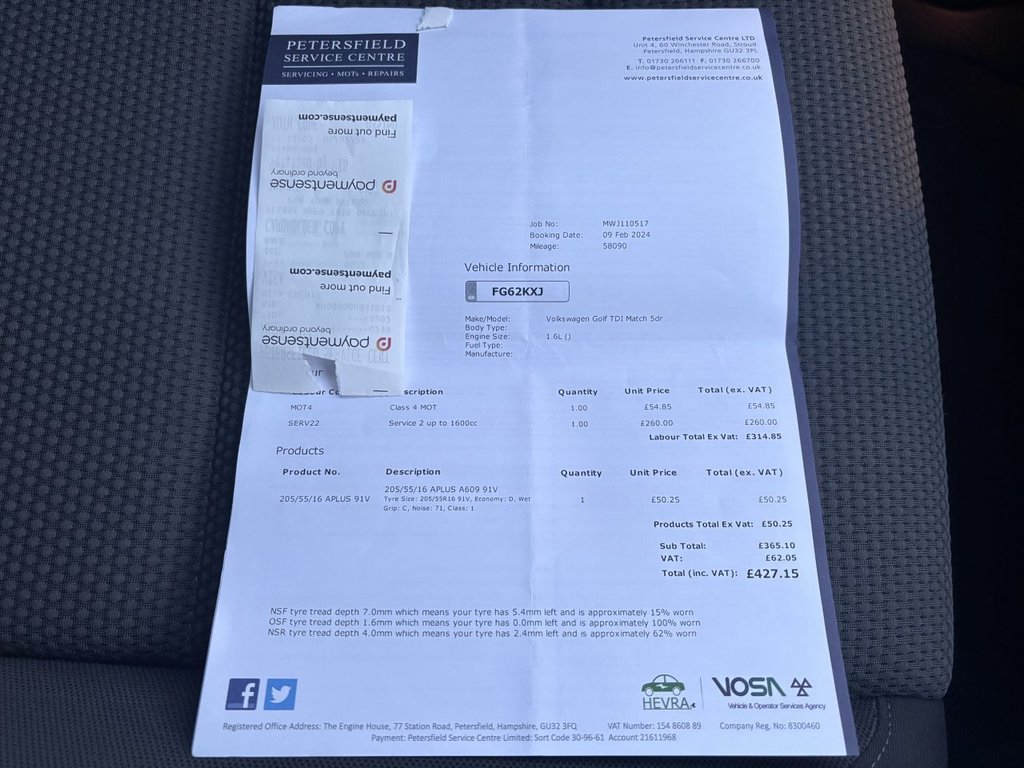 PETERSFIELD
SERVICE CENTRE
SERVICING • MOTs • REPAIRS
Petersfield Service Centre LTD
Unit 4, 60 Winchester Road, Stroud
Petersfield, Hampshire GU32 3PL
T. 01730 266111 F. 01730 266700
E. info@petersfieldservicecentre.co.uk
www.petersfieldservicecentre.co.uk
Find out more
paymentsense.com
paymentsense
beyond ordinary
CARDHOLDER COPY
Find out more
paymentsense.com
paymentsense
beyond ordinary
Job No: MWJ110517
Booking Date: 09 Feb 2024
Mileage: 58090
Vehicle Information
GB FG62KXJ
Make/Model: Volkswagen Golf TDI Match 5dr
Body Type:
Engine Size: 1.6L ()
Fuel Type:
Manufacture:
scription Quantity Unit Price Total (ex. VAT)
MOT4 Class 4 MOT 1.00 £54.85 £54.85
SERV22 Service 2 up to 1600cc 1.00 £260.00 £260.00
Labour Total Ex Vat: £314.85
Products
Product No. Description Quantity Unit Price Total (ex. VAT)
205/55/16 APLUS A609 91V
205/55/16 APLUS 91V Tyre Size: 205/55R16 91V, Economy: D, Wet 1 £50.25 £50.25
Grip: C, Noise: 71, Class: 1
Products Total Ex Vat: £50.25
Sub Total: £365.10
VAT: £62.05
Total (inc. VAT): £427.15
NSF tyre tread depth 7.0mm which means your tyre has 5.4mm left and is approximately 15% worn
OSF tyre tread depth 1.6mm which means your tyre has 0.0mm left and is approximately 100% worn
NSR tyre tread depth 4.0mm which means your tyre has 2.4mm left and is approximately 62% worn
HEVRA
VOSA
Vehicle & Operator Services Agency
Registered Office Address: The Engine House, 77 Station Road, Petersfield, Hampshire, GU32 3FQ VAT Number: 154 8608 89 Company Reg. No: 8300460
Payment: Petersfield Service Centre Limited: Sort Code 30-96-61 Account 21611968